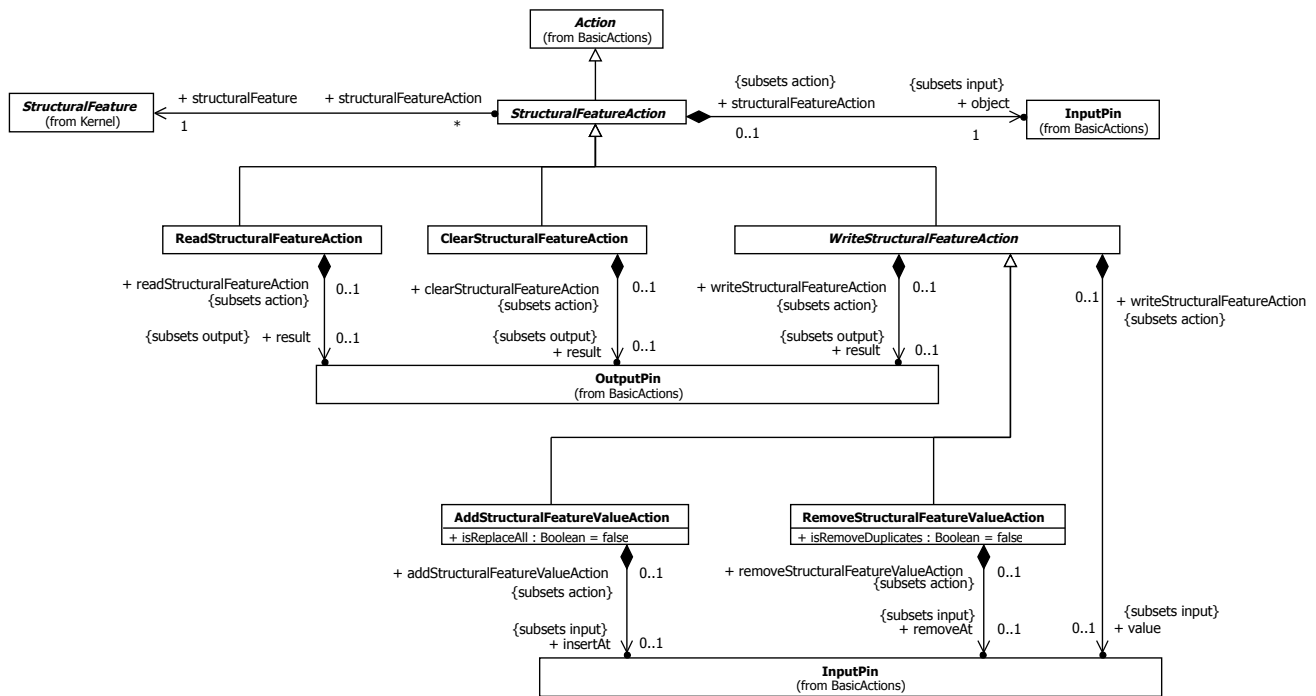 Action
(from BasicActions)
{subsets action}
{subsets input}
+ structuralFeature
+ structuralFeatureAction
+ structuralFeatureAction
+ object
StructuralFeature
(from Kernel)
StructuralFeatureAction
InputPin
(from BasicActions)
1
*
0..1
1
ReadStructuralFeatureAction
ClearStructuralFeatureAction
WriteStructuralFeatureAction
+ readStructuralFeatureAction
{subsets action}
0..1
+ clearStructuralFeatureAction
{subsets action}
0..1
+ writeStructuralFeatureAction
{subsets action}
0..1
0..1
+ writeStructuralFeatureAction
{subsets action}
{subsets output}
+ result
0..1
{subsets output}
+ result
0..1
{subsets output}
+ result
0..1
OutputPin
(from BasicActions)
AddStructuralFeatureValueAction
+ isReplaceAll : Boolean = false
RemoveStructuralFeatureValueAction
+ isRemoveDuplicates : Boolean = false
+ addStructuralFeatureValueAction
{subsets action}
0..1
+ removeStructuralFeatureValueAction
{subsets action}
0..1
{subsets input}
+ insertAt
0..1
{subsets input}
+ removeAt
0..1
0..1
{subsets input}
+ value
InputPin
(from BasicActions)